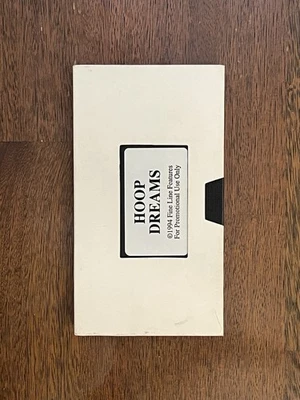 HOOP
DREAMS
©1994 Fine Line Features
For Promotional Use Only